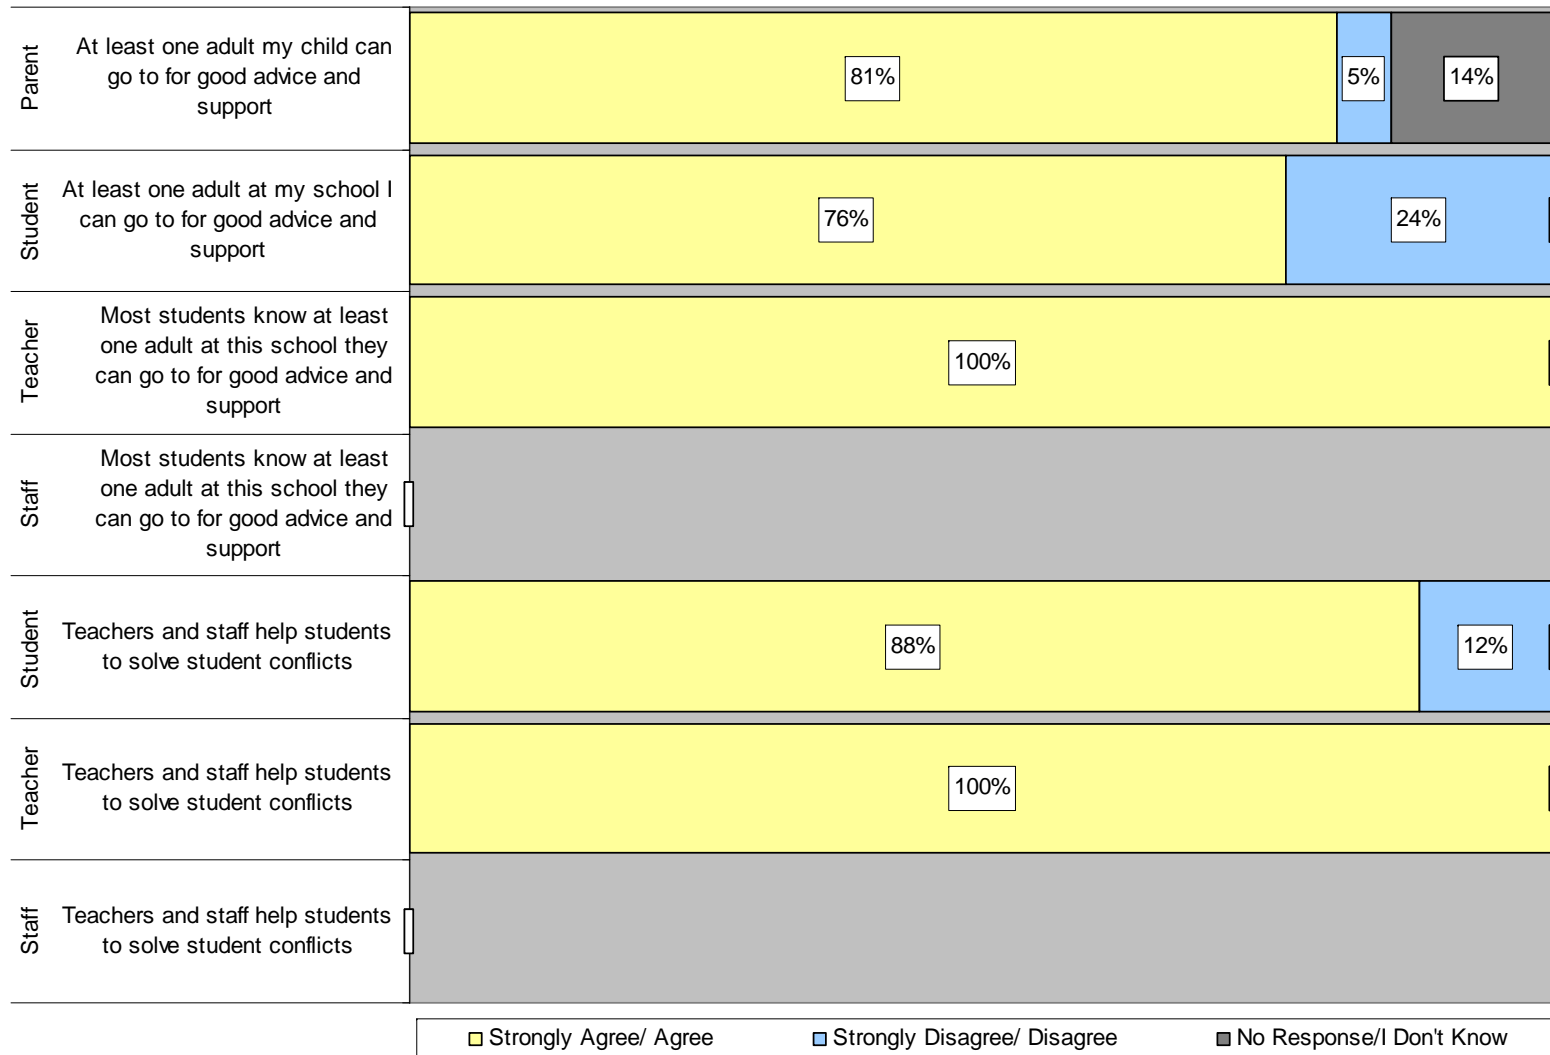 Parent
At least one adult my child can
go to for good advice and
support
81%
5%
14%
Student
At least one adult at my school I
can go to for good advice and
support
76%
24%
Teacher
Most students know at least
one adult at this school they
can go to for good advice and
support
100%
Staff
Most students know at least
one adult at this school they
can go to for good advice and
support
Student
Teachers and staff help students
to solve student conflicts
88%
12%
Teacher
Teachers and staff help students
to solve student conflicts
100%
Staff
Teachers and staff help students
to solve student conflicts
Strongly Agree/ Agree
Strongly Disagree/ Disagree
No Response/I Don't Know